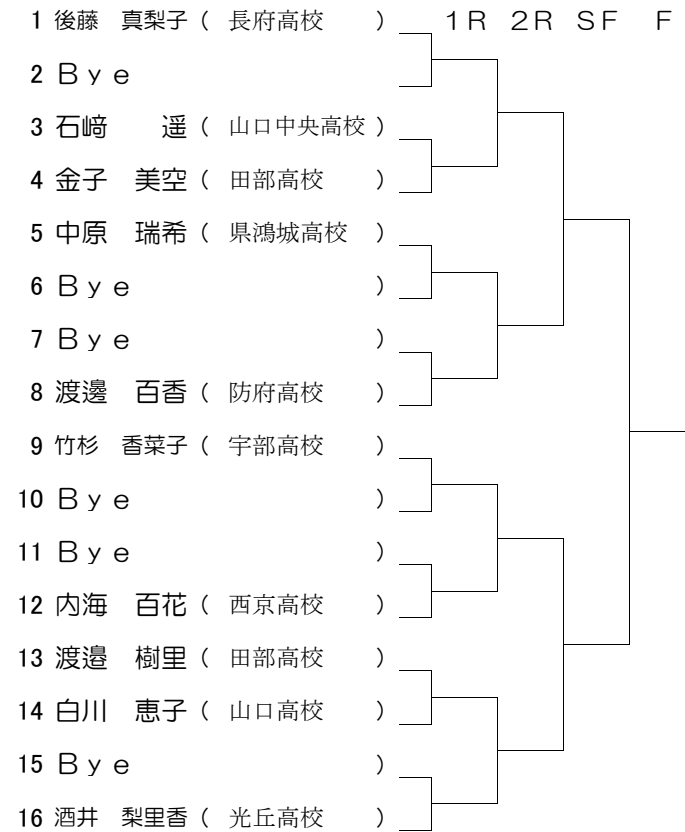 1 後藤　真梨子（ 長府高校 ） １Ｒ ２Ｒ ＳＦ Ｆ
2 Ｂｙｅ
3 石﨑　　遥（ 山口中央高校 ）
4 金子　美空（ 田部高校 ）
5 中原　瑞希（ 県鴻城高校 ）
6 Ｂｙｅ ）
7 Ｂｙｅ ）
8 渡邊　百香（ 防府高校 ）
9 竹杉　香菜子（ 宇部高校 ）
10 Ｂｙｅ ）
11 Ｂｙｅ ）
12 内海　百花（ 西京高校 ）
13 渡邉　樹里（ 田部高校 ）
14 白川　恵子（ 山口高校 ）
15 Ｂｙｅ ）
16 酒井　梨里香（ 光丘高校 ）